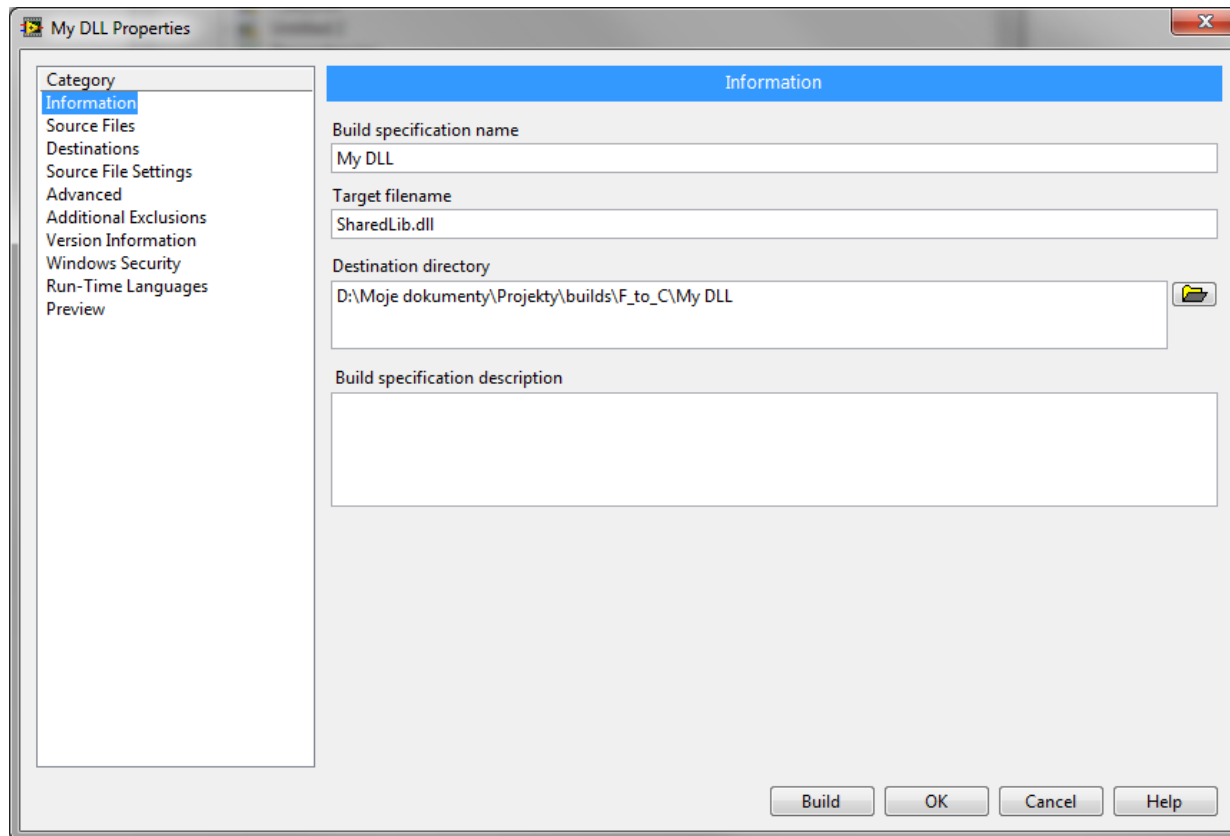 My DLL Properties
Category
Information
Source Files
Destinations
Source File Settings
Advanced
Additional Exclusions
Version Information
Windows Security
Run-Time Languages
Preview
Information
Build specification name
My DLL
Target filename
SharedLib.dll
Destination directory
D:\Moje dokumenty\Projekty\builds\F_to_C\My DLL
Build specification description
Build
OK
Cancel
Help